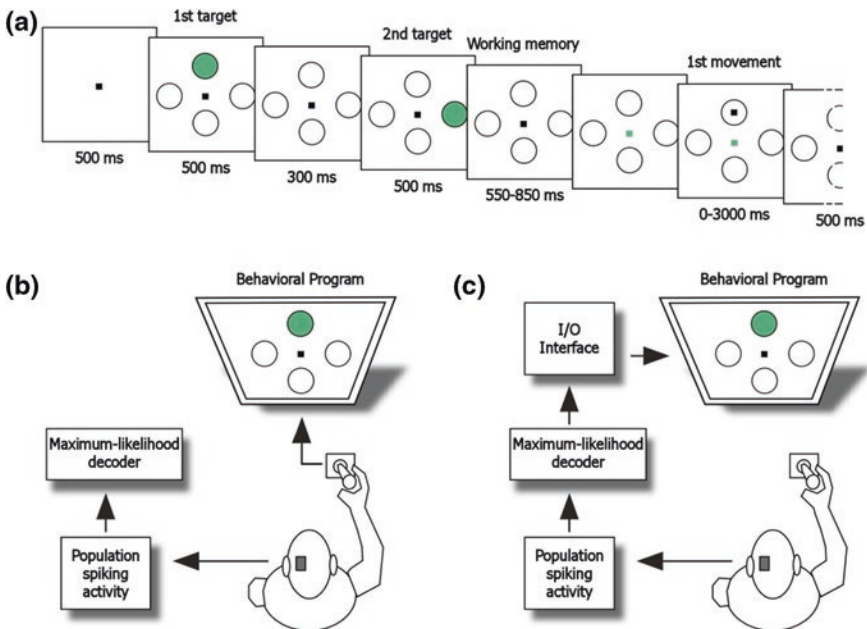 (a)
1st target
2nd target
Working memory
1st movement
500 ms
500 ms
300 ms
500 ms
550-850 ms
0-3000 ms
500 ms
(b)
Behavioral Program
Maximum-likelihood
decoder
Population
spiking
activity
(c)
Behavioral Program
I/O
Interface
Maximum-likelihood
decoder
Population
spiking
activity